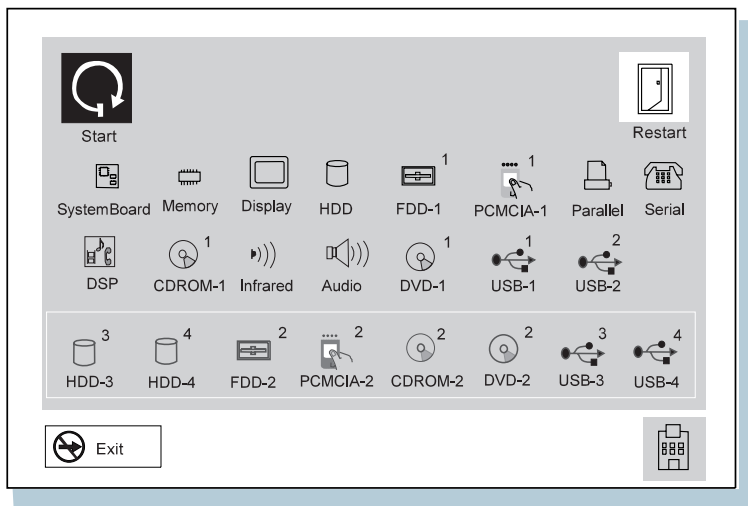 Start
Restart
1 1
SystemBoard Memory Display HDD FDD-1 PCMCIA-1 Parallel Serial
1 1 1 2
DSP CDROM-1 Infrared Audio DVD-1 USB-1 USB-2
3 4 2 2 2 2 3 4
HDD-3 HDD-4 FDD-2 PCMCIA-2 CDROM-2 DVD-2 USB-3 USB-4
Exit